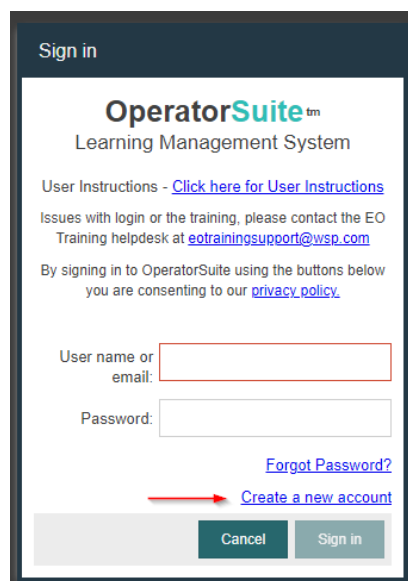 Sign in
OperatorSuite tm
Learning Management System
User Instructions - Click here for User Instructions
Issues with login or the training, please contact the EO
Training helpdesk at eotrainingsupport@wsp.com
By signing in to OperatorSuite using the buttons below
you are consenting to our privacy policy.
User name or
email:
Password:
Forgot Password?
Create a new account
Cancel
Sign in